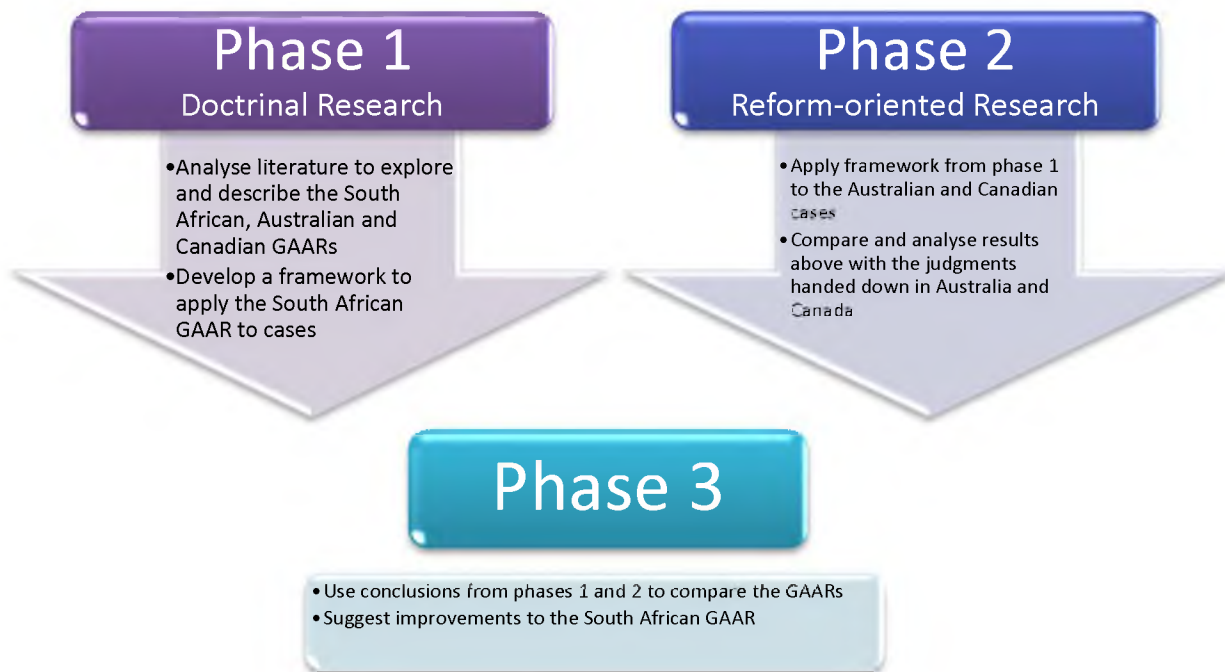 Phase 1
Doctrinal Research
•Analyse literature to explore
and describe the South
African, Australian and
Canadian GAARs
•Develop a framework to
apply the South African
GAAR to cases
Phase 2
Reform-oriented Research
•Apply framework from phase 1
to the Australian and Canadian
cases
•Compare and analyse results
above with the judgments
handed down in Australia and
Canada
Phase 3
•Use conclusions from phases 1 and 2 to compare the GAARs
•Suggest improvements to the South African GAAR